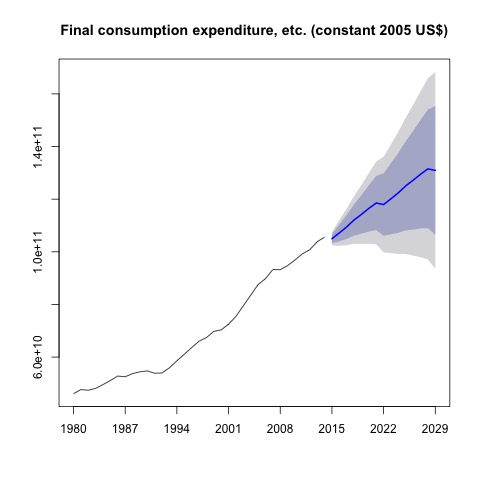 Final consumption expenditure, etc. (constant 2005 US$)
1.4e+11
1.0e+11
6.0e+10
1980 1987 1994 2001 2008 2015 2022 2029